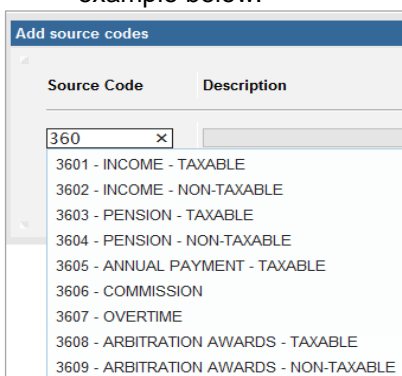 example below:
Add source codes
Source Code Description
360 ×
3601 - INCOME - TAXABLE
3602 - INCOME - NON-TAXABLE
3603 - PENSION - TAXABLE
3604 - PENSION - NON-TAXABLE
3605 - ANNUAL PAYMENT - TAXABLE
3606 - COMMISSION
3607 - OVERTIME
3608 - ARBITRATION AWARDS - TAXABLE
3609 - ARBITRATION AWARDS - NON-TAXABLE